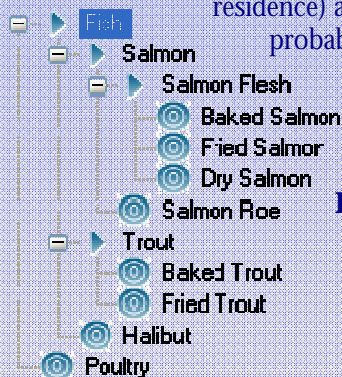 residence) a
Fish
probab
Salmon
Salmon Flesh
Baked Salmon
Fried Salmor
Dry Salmon
Salmon Roe
Trout
Baked Trout
Fried Trout
Halibut
Poultry